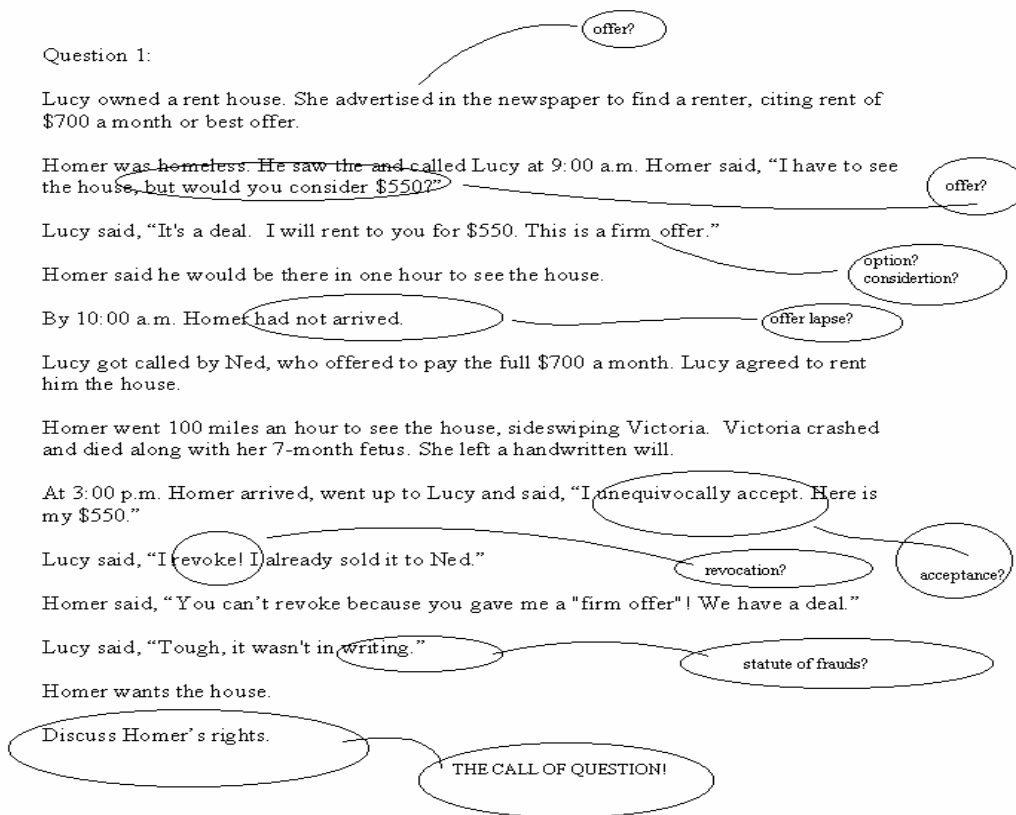 offer?
Question 1:
Lucy owned a rent house. She advertised in the newspaper to find a renter, citing rent of
$700 a month or best offer.
Homer was homeless. He saw the and called Lucy at 9:00 a.m. Homer said, “I have to see
the house, but would you consider $550?”
offer?
Lucy said, “It's a deal. I will rent to you for $550. This is a firm offer.”
option?
considertion?
Homer said he would be there in one hour to see the house.
By 10:00 a.m. Homer had not arrived.
offer lapse?
Lucy got called by Ned, who offered to pay the full $700 a month. Lucy agreed to rent
him the house.
Homer went 100 miles an hour to see the house, sideswiping Victoria. Victoria crashed
and died along with her 7-month fetus. She left a handwritten will.
At 3:00 p.m. Homer arrived, went up to Lucy and said, “I unequivocally accept. Here is
my $550.”
Lucy said, “I revoke! I already sold it to Ned.”
revocation?
acceptance?
Homer said, “You can’t revoke because you gave me a "firm offer"! We have a deal.”
Lucy said, “Tough, it wasn't in writing.”
statute of frauds?
Homer wants the house.
Discuss Homer’s rights.
THE CALL OF QUESTION!